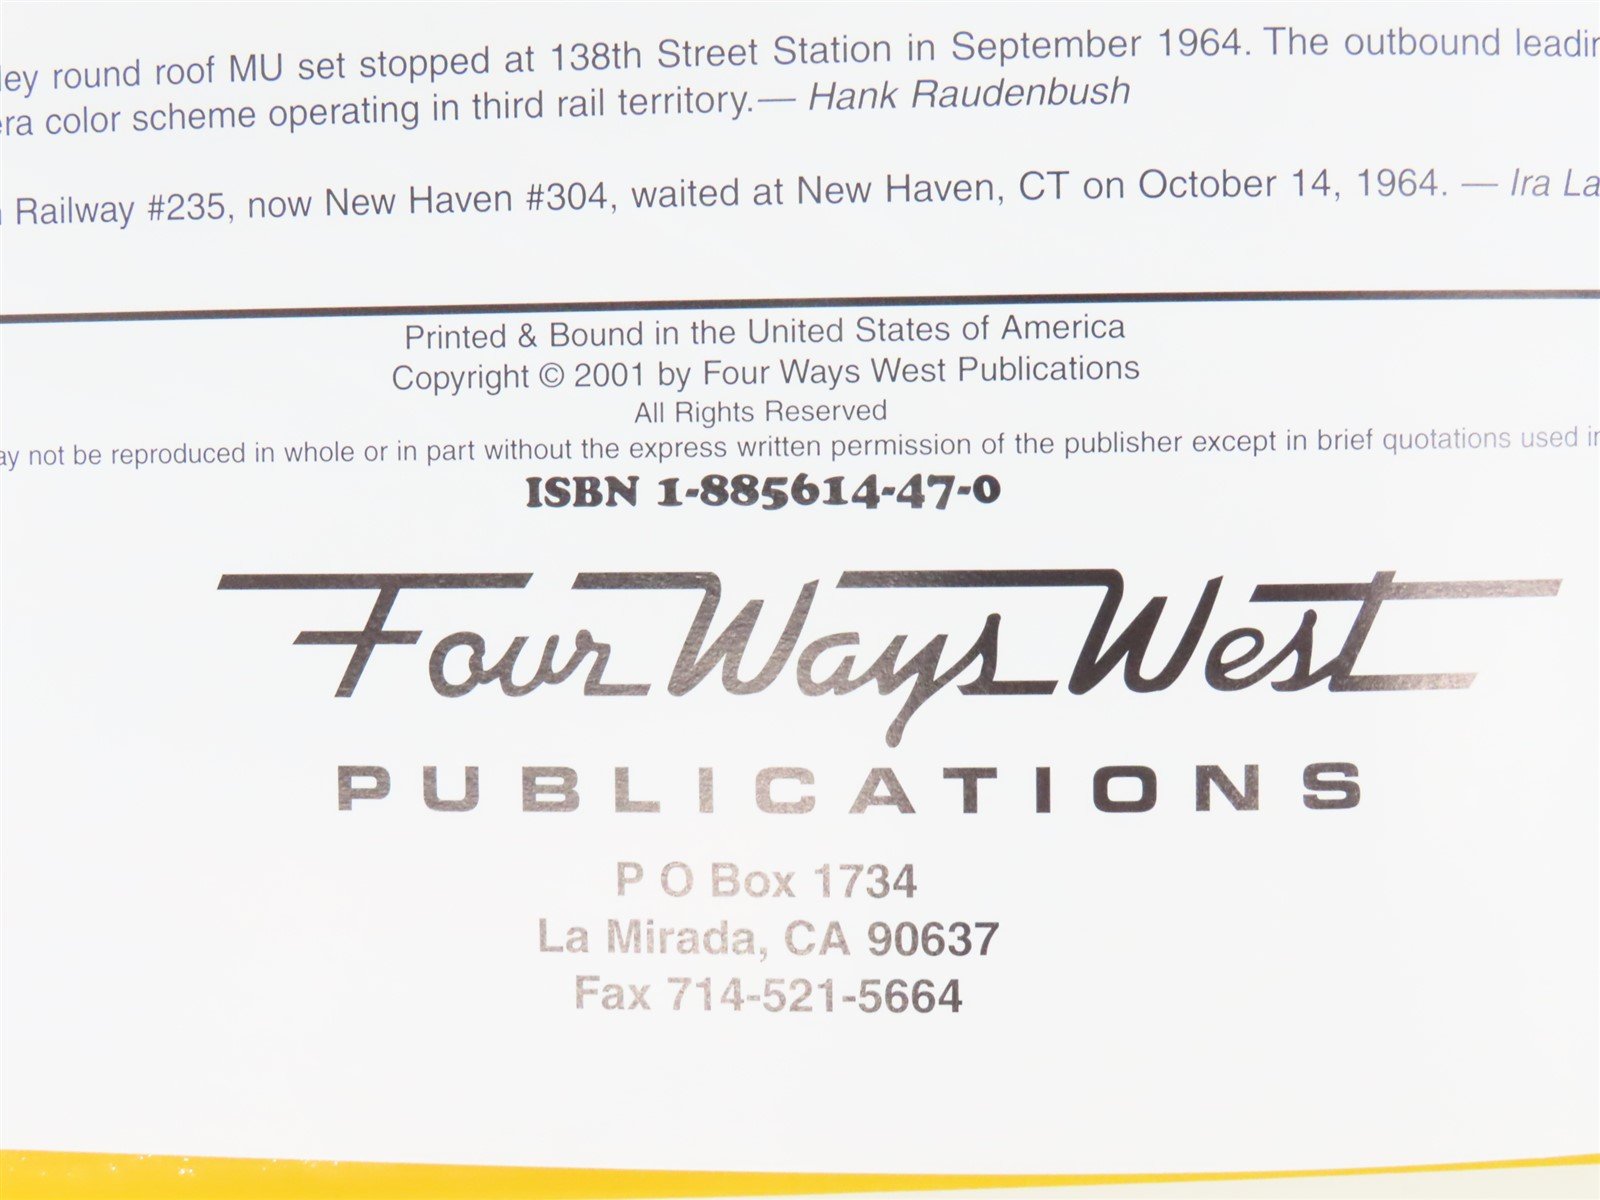 ley round roof MU set stopped at 138th Street Station in September 1964. The outbound leadin
era color scheme operating in third rail territory.— Hank Raudenbush
Railway #235, now New Haven #304, waited at New Haven, CT on October 14, 1964. — Ira La
Printed & Bound in the United States of America
Copyright © 2001 by Four Ways West Publications
All Rights Reserved
ay not be reproduced in whole or in part without the express written permission of the publisher except in brief quotations used in
ISBN 1-885614-47-0
Four Ways West
PUBLICATIONS
P O Box 1734
La Mirada, CA 90637
Fax 714-521-5664